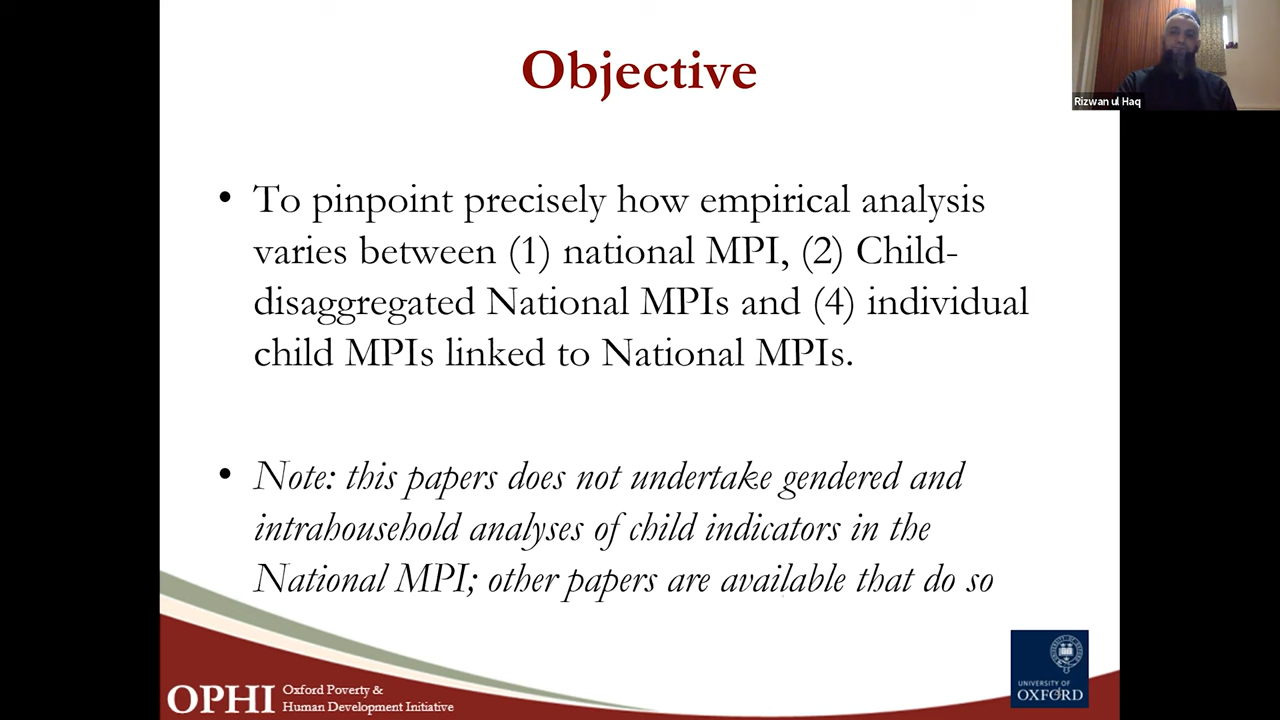 Objective
Rizwan ul Haq
• To pinpoint precisely how empirical analysis
varies between (1) national MPI, (2) Child-
disaggregated National MPIs and (4) individual
child MPIs linked to National MPIs.
• Note: this papers does not undertake gendered and
intrahousehold analyses of child indicators in the
National MPI; other papers are available that do so
OPHI
Oxford Poverty &
Human Development Initiative
UNIVERSITY OF
OXFORD